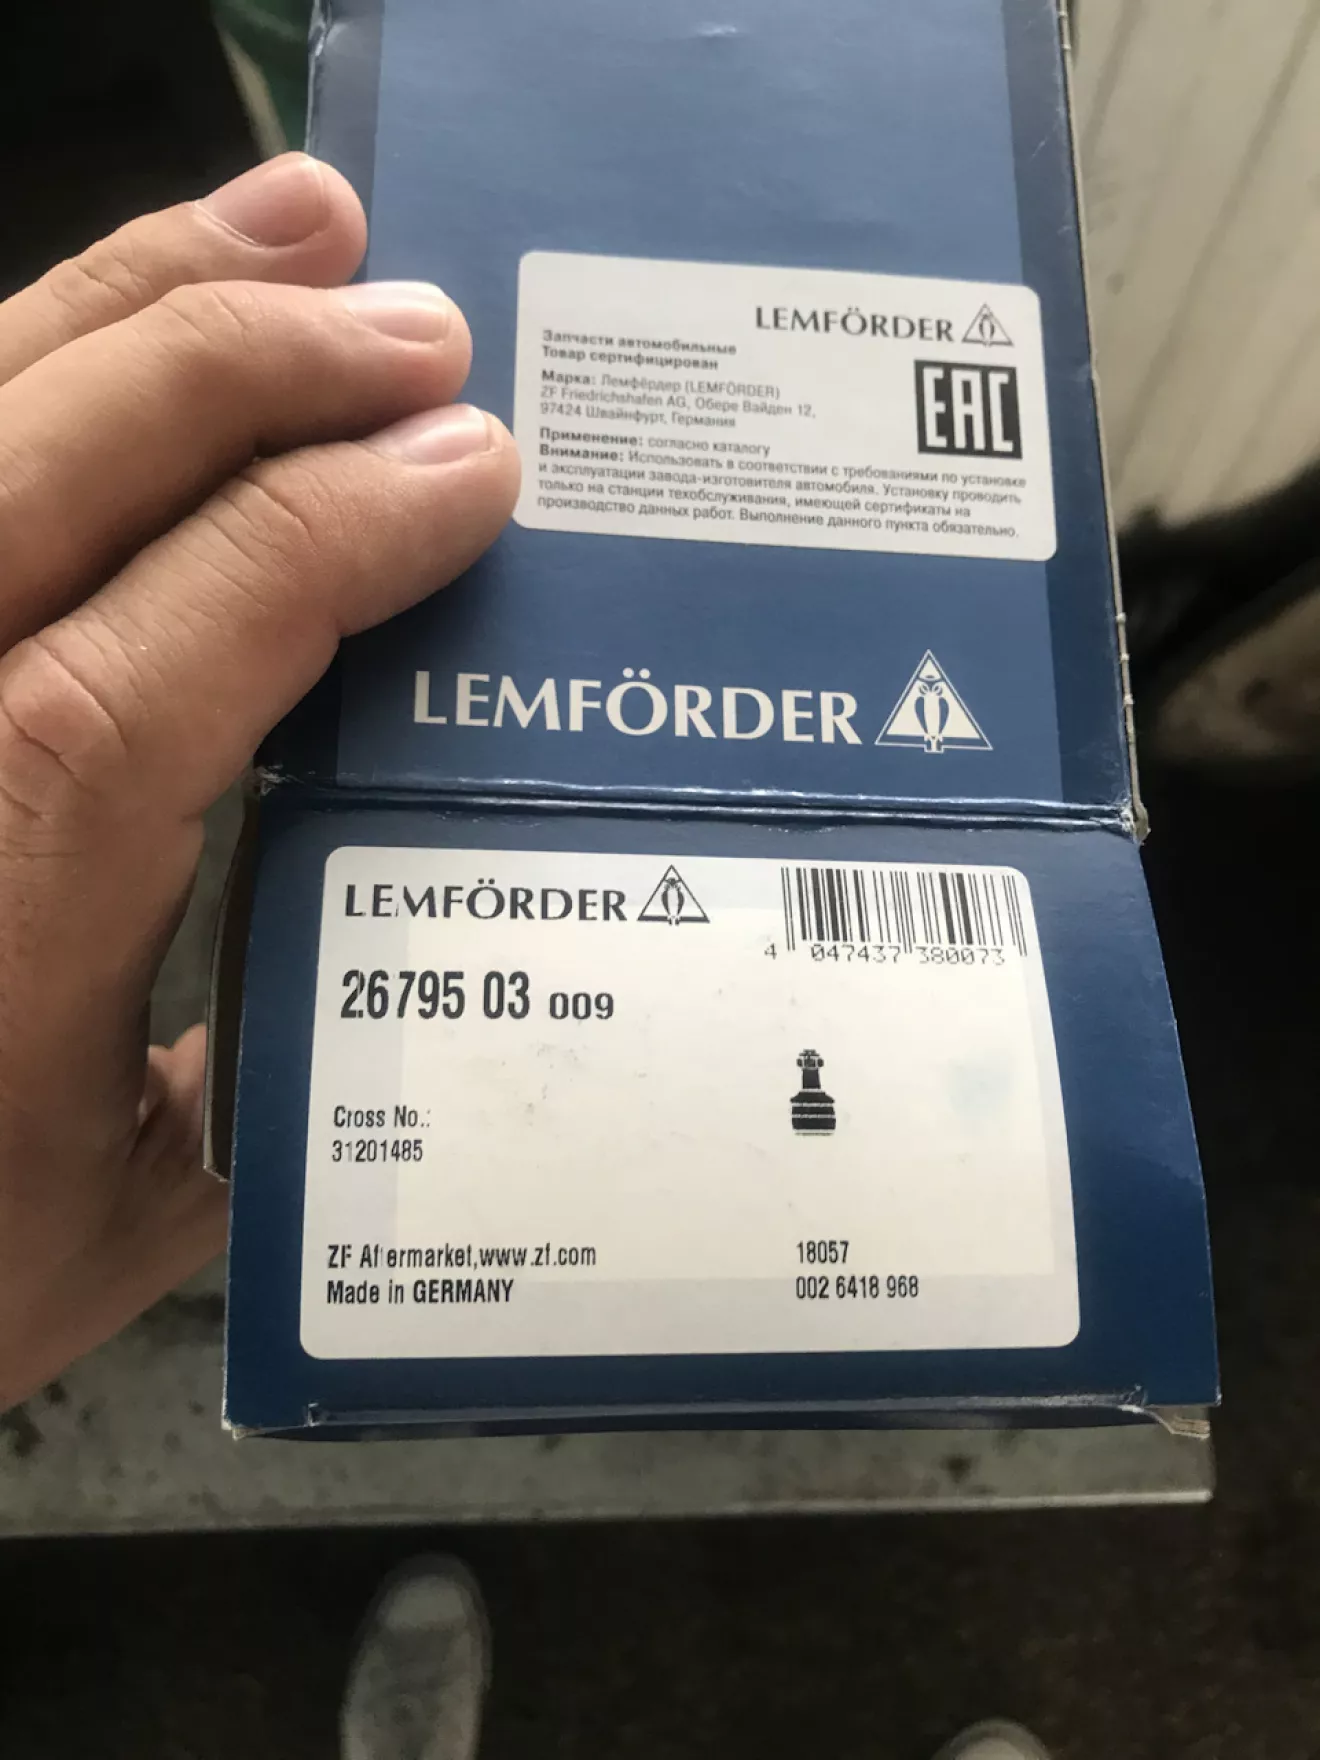 LEMFÖRDER
Запчасти автомобильные
Товар сертифицирован
Марка: Лемфёрдер (LEMFÖRDER)
ZF Friedrichshafen AG, Обере Вайден 12,
97424 Швайнфурт, Германия
EAC
Применение: согласно каталогу
Внимание: Использовать в соответствии с требованиями по установке
и эксплуатации завода-изготовителя автомобиля. Установку проводить
только на станции техобслуживания, имеющей сертификаты на
производство данных работ. Выполнение данного пункта обязательно.
LEMFÖRDER
LEMFÖRDER
4 047437 380073
26795 03 009
Cross No.:
31201485
ZF Aftermarket,www.zf.com
Made in GERMANY
18057
002 6418 968